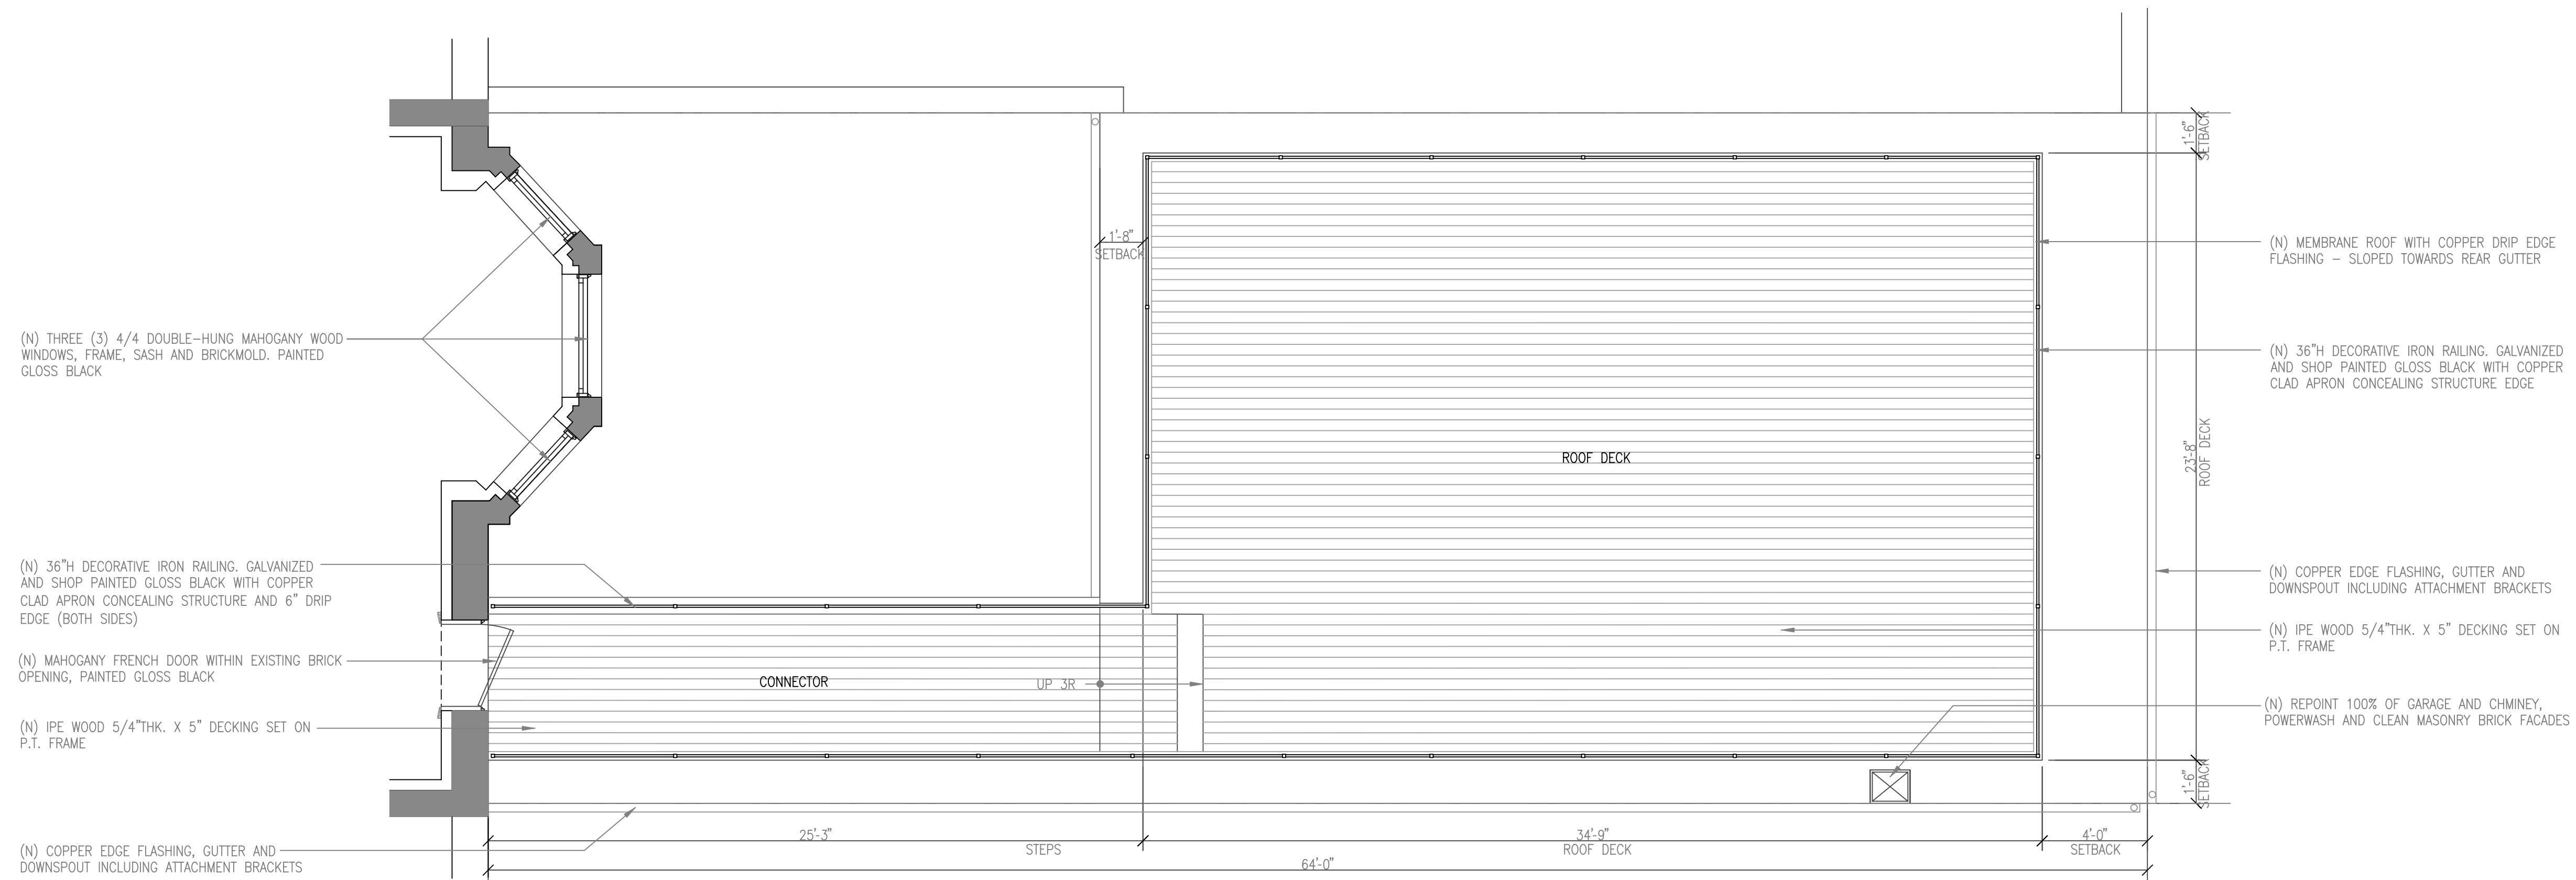 (N) THREE (3) 4/4 DOUBLE-HUNG MAHOGANY WOOD
WINDOWS, FRAME, SASH AND BRICKMOLD. PAINTED
GLOSS BLACK
(N) 36"H DECORATIVE IRON RAILING. GALVANIZED
AND SHOP PAINTED GLOSS BLACK WITH COPPER
CLAD APRON CONCEALING STRUCTURE AND 6" DRIP
EDGE (BOTH SIDES)
(N) MAHOGANY FRENCH DOOR WITHIN EXISTING BRICK
OPENING, PAINTED GLOSS BLACK
(N) IPE WOOD 5/4"THK. X 5" DECKING SET ON
P.T. FRAME
(N) COPPER EDGE FLASHING, GUTTER AND
DOWNSPOUT INCLUDING ATTACHMENT BRACKETS
1'-8"
SETBACK
ROOF DECK
CONNECTOR
UP 3R
25'-3"
STEPS
34'-9"
ROOF DECK
4'-0"
SETBACK
64'-0"
1'-6"
SETBACK
23'-8"
ROOF DECK
1'-6"
SETBACK
(N) MEMBRANE ROOF WITH COPPER DRIP EDGE
FLASHING – SLOPED TOWARDS REAR GUTTER
(N) 36"H DECORATIVE IRON RAILING. GALVANIZED
AND SHOP PAINTED GLOSS BLACK WITH COPPER
CLAD APRON CONCEALING STRUCTURE EDGE
(N) COPPER EDGE FLASHING, GUTTER AND
DOWNSPOUT INCLUDING ATTACHMENT BRACKETS
(N) IPE WOOD 5/4"THK. X 5" DECKING SET ON
P.T. FRAME
(N) REPOINT 100% OF GARAGE AND CHMINEY,
POWERWASH AND CLEAN MASONRY BRICK FACADES